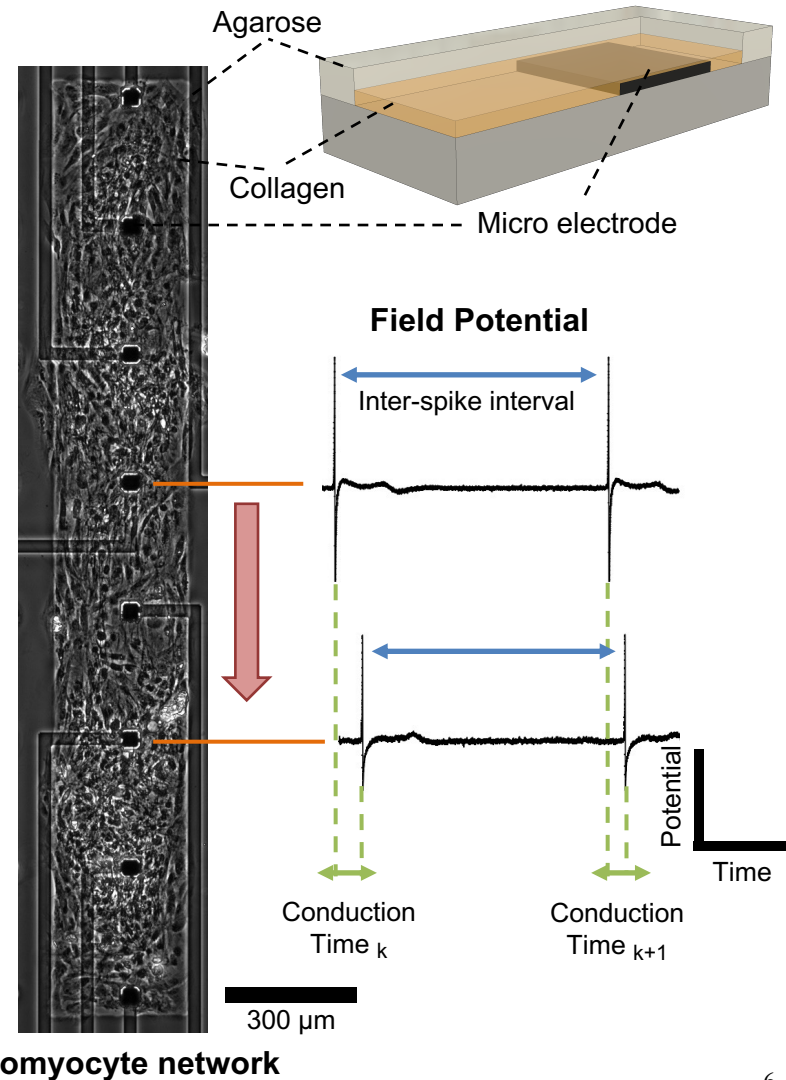 Agarose
Collagen
Micro electrode
Field Potential
Inter-spike interval
Potential
Time
Conduction
Time k
Conduction
Time k+1
300 μm
omyocyte network
6